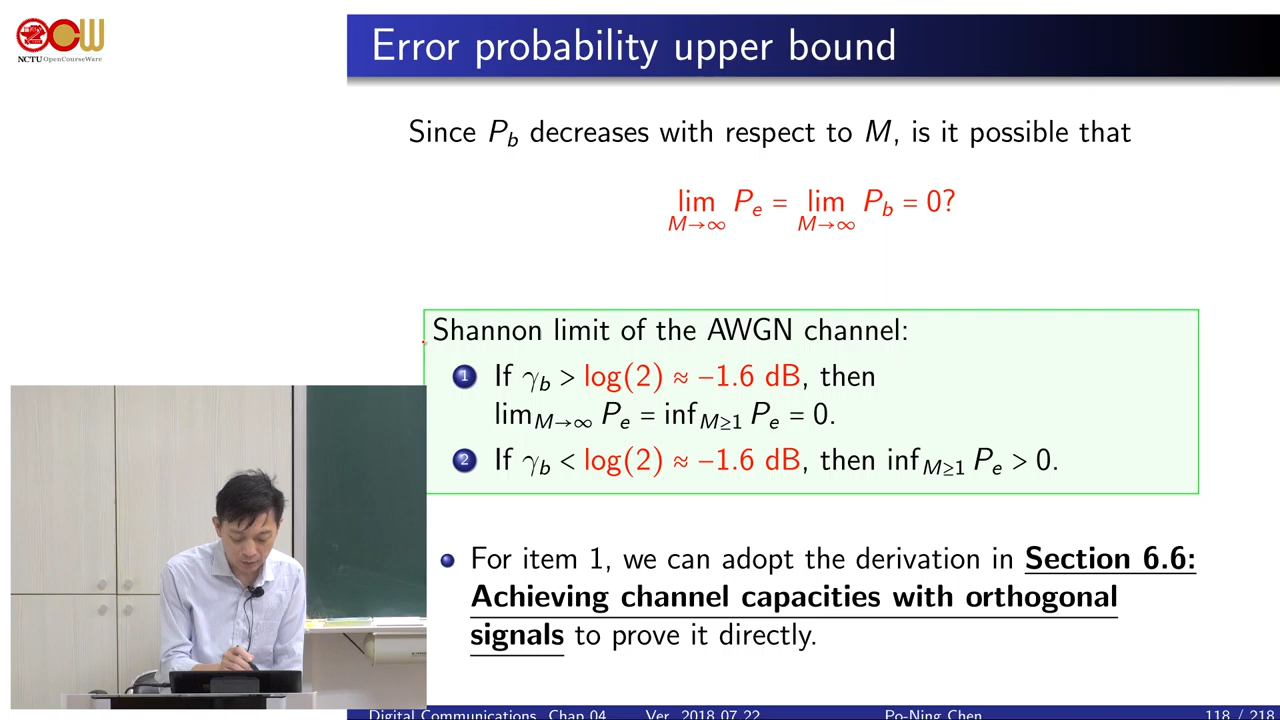 NCTU OpenCourseWare
Error probability upper bound
Since P_b decreases with respect to M, is it possible that
lim_{M→∞} P_e = lim_{M→∞} P_b = 0?
Shannon limit of the AWGN channel:
1 If γ_b > log(2) ≈ −1.6 dB, then
lim_{M→∞} P_e = inf_{M≥1} P_e = 0.
2 If γ_b < log(2) ≈ −1.6 dB, then inf_{M≥1} P_e > 0.
For item 1, we can adopt the derivation in Section 6.6:
Achieving channel capacities with orthogonal
signals to prove it directly.
Digital Communications. Chap 04 Ver. 2018.07.22 Po-Ning Chen 118 / 218